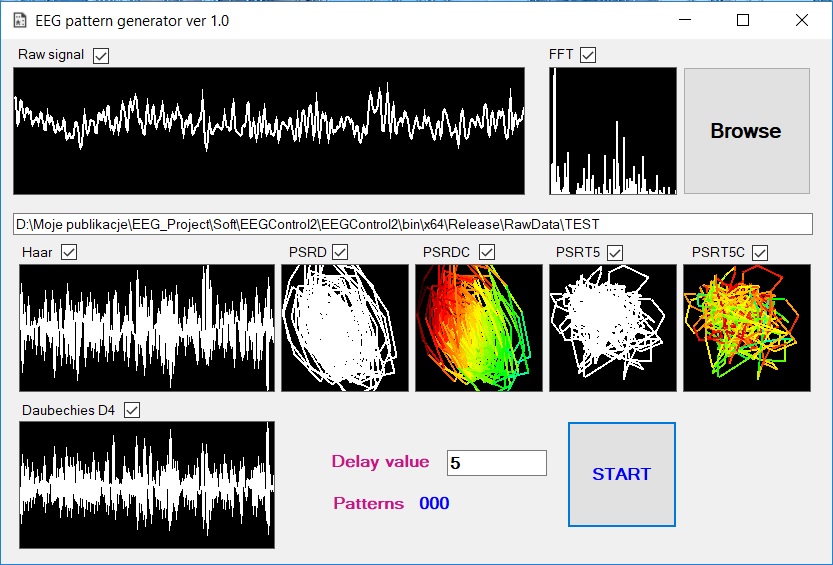 EEG pattern generator ver 1.0
Raw signal
FFT
Browse
D:\Moje publikacje\EEG_Project\Soft\EEGControl2\EEGControl2\bin\x64\Release\RawData\TEST
Haar
PSRD
PSRDC
PSRT5
PSRT5C
Daubechies D4
Delay value
5
START
Patterns
000